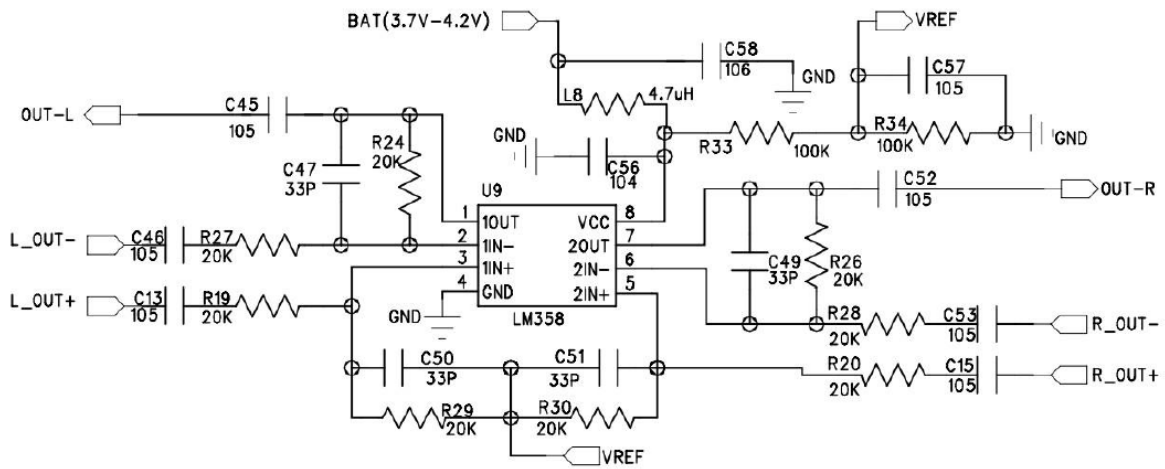 BAT(3.7V-4.2V)
VREF
C58
106
GND
C57
105
L8
4.7uH
OUT-L
C45
105
R24
20K
GND
R33
100K
R34
100K
GND
C47
33P
C56
104
U9
C52
105
OUT-R
1
1OUT
VCC
8
L_OUT-
C46
105
R27
20K
2
1IN-
2OUT
7
C49
33P
R26
20K
3
1IN+
2IN-
6
L_OUT+
C13
105
R19
20K
4
GND
2IN+
5
GND
LM358
R28
20K
C53
105
R_OUT-
C50
33P
C51
33P
R20
20K
C15
105
R_OUT+
R29
20K
R30
20K
VREF